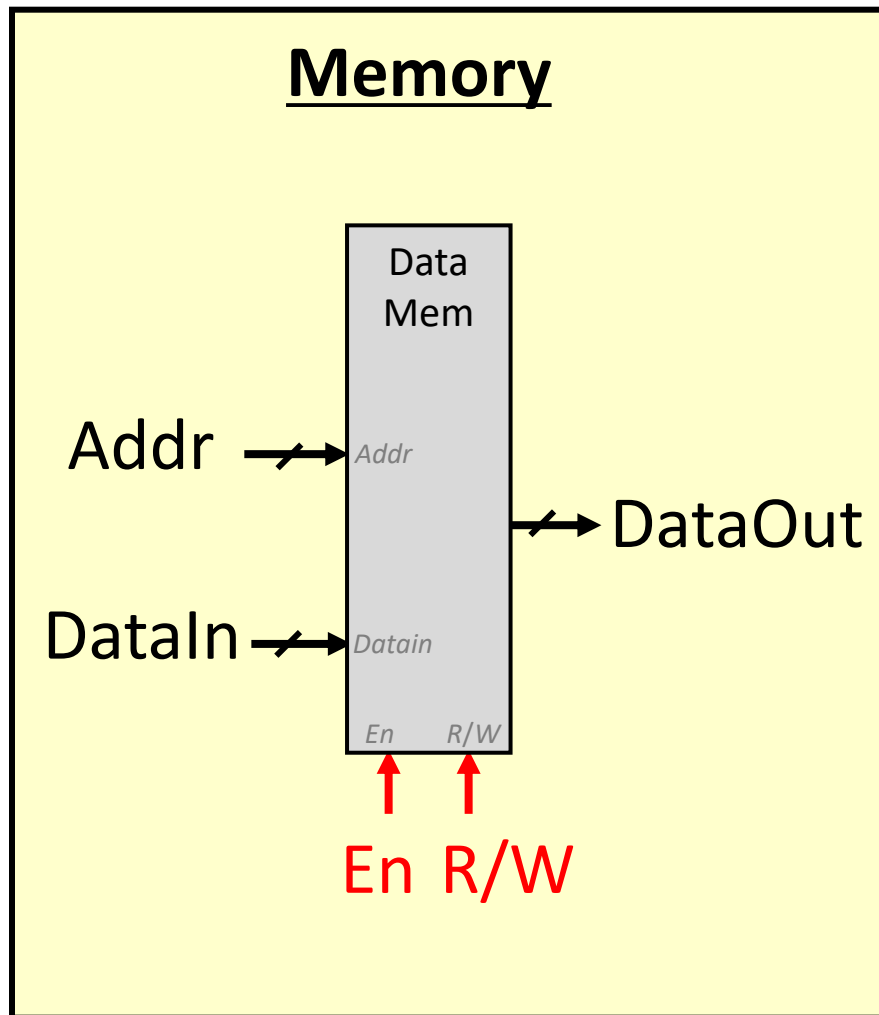 Memory
Data
Mem
Addr
Addr
DataOut
DataIn
Datain
En R/W
En R/W